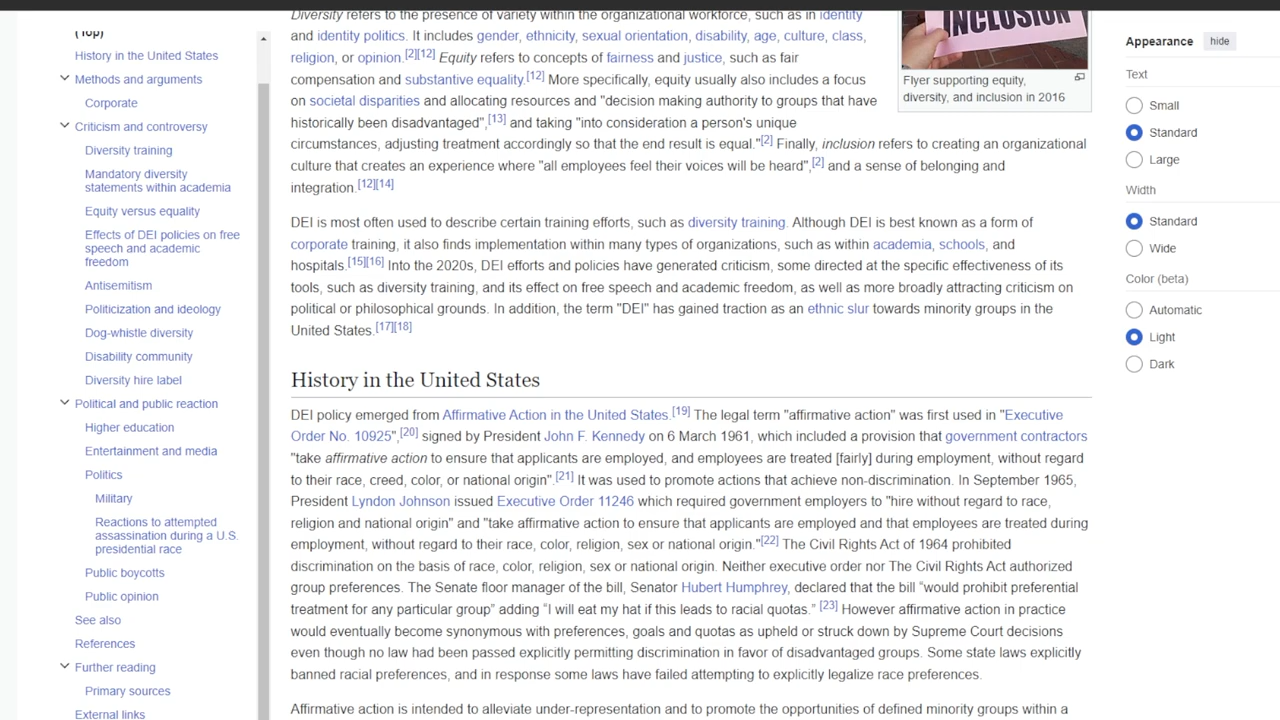 (Top)
History in the United States
Methods and arguments
Corporate
Criticism and controversy
Diversity training
Mandatory diversity
statements within academia
Equity versus equality
Effects of DEI policies on free
speech and academic
freedom
Antisemitism
Politicization and ideology
Dog-whistle diversity
Disability community
Diversity hire label
Political and public reaction
Higher education
Entertainment and media
Politics
Military
Reactions to attempted
assassination during a U.S.
presidential race
Public boycotts
Public opinion
See also
References
Further reading
Primary sources
External links
Diversity refers to the presence of variety within the organizational workforce, such as in identity
and identity politics. It includes gender, ethnicity, sexual orientation, disability, age, culture, class,
religion, or opinion.[2][12] Equity refers to concepts of fairness and justice, such as fair
compensation and substantive equality.[12] More specifically, equity usually also includes a focus
on societal disparities and allocating resources and "decision making authority to groups that have
historically been disadvantaged",[13] and taking "into consideration a person's unique
circumstances, adjusting treatment accordingly so that the end result is equal."[2] Finally, inclusion refers to creating an organizational
culture that creates an experience where "all employees feel their voices will be heard",[2] and a sense of belonging and
integration.[12][14]
DEI is most often used to describe certain training efforts, such as diversity training. Although DEI is best known as a form of
corporate training, it also finds implementation within many types of organizations, such as within academia, schools, and
hospitals.[15][16] Into the 2020s, DEI efforts and policies have generated criticism, some directed at the specific effectiveness of its
tools, such as diversity training, and its effect on free speech and academic freedom, as well as more broadly attracting criticism on
political or philosophical grounds. In addition, the term "DEI" has gained traction as an ethnic slur towards minority groups in the
United States.[17][18]
History in the United States
DEI policy emerged from Affirmative Action in the United States.[19] The legal term "affirmative action" was first used in "Executive
Order No. 10925",[20] signed by President John F. Kennedy on 6 March 1961, which included a provision that government contractors
"take affirmative action to ensure that applicants are employed, and employees are treated [fairly] during employment, without regard
to their race, creed, color, or national origin".[21] It was used to promote actions that achieve non-discrimination. In September 1965,
President Lyndon Johnson issued Executive Order 11246 which required government employers to "hire without regard to race,
religion and national origin" and "take affirmative action to ensure that applicants are employed and that employees are treated during
employment, without regard to their race, color, religion, sex or national origin."[22] The Civil Rights Act of 1964 prohibited
discrimination on the basis of race, color, religion, sex or national origin. Neither executive order nor The Civil Rights Act authorized
group preferences. The Senate floor manager of the bill, Senator Hubert Humphrey, declared that the bill “would prohibit preferential
treatment for any particular group” adding “I will eat my hat if this leads to racial quotas.” [23] However affirmative action in practice
would eventually become synonymous with preferences, goals and quotas as upheld or struck down by Supreme Court decisions
even though no law had been passed explicitly permitting discrimination in favor of disadvantaged groups. Some state laws explicitly
banned racial preferences, and in response some laws have failed attempting to explicitly legalize race preferences.
Affirmative action is intended to alleviate under-representation and to promote the opportunities of defined minority groups within a
INCLUSION
Flyer supporting equity,
diversity, and inclusion in 2016
Appearance hide
Text
Small
Standard
Large
Width
Standard
Wide
Color (beta)
Automatic
Light
Dark